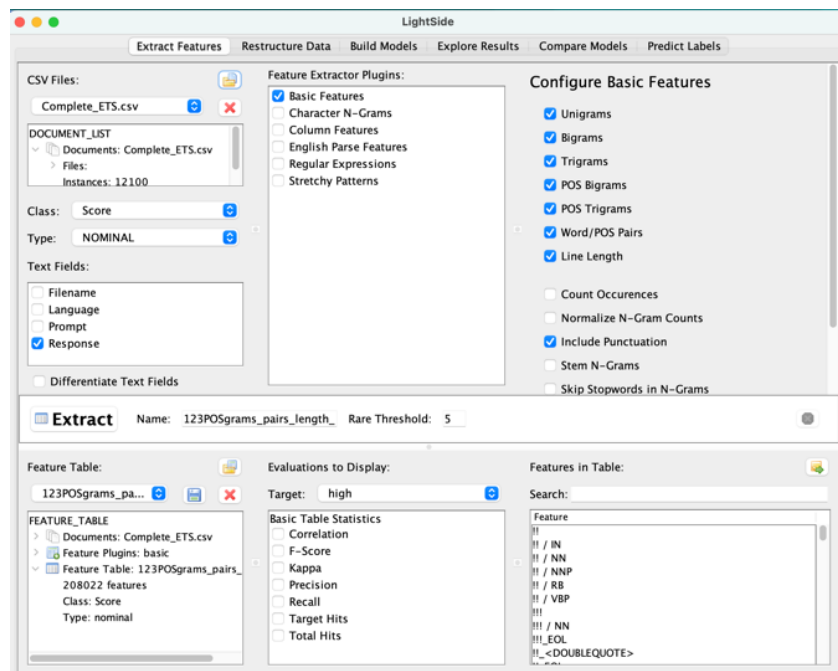 LightSide
Extract Features Restructure Data Build Models Explore Results Compare Models Predict Labels
CSV Files:
Complete_ETS.csv
DOCUMENT_LIST
Documents: Complete_ETS.csv
Files:
Instances: 12100
Class: Score
Type: NOMINAL
Text Fields:
Filename
Language
Prompt
Response
Differentiate Text Fields
Feature Extractor Plugins:
Basic Features
Character N-Grams
Column Features
English Parse Features
Regular Expressions
Stretchy Patterns
Configure Basic Features
Unigrams
Bigrams
Trigrams
POS Bigrams
POS Trigrams
Word/POS Pairs
Line Length
Count Occurences
Normalize N-Gram Counts
Include Punctuation
Stem N-Grams
Skip Stopwords in N-Grams
Extract Name: 123POSgrams_pairs_length_ Rare Threshold: 5
Feature Table:
123POSgrams_pa...
FEATURE_TABLE
Documents: Complete_ETS.csv
Feature Plugins: basic
Feature Table: 123POSgrams_pairs_
208022 features
Class: Score
Type: nominal
Evaluations to Display:
Target: high
Basic Table Statistics
Correlation
F-Score
Kappa
Precision
Recall
Target Hits
Total Hits
Features in Table:
Search:
Feature
!!
!! / IN
!! / NN
!! / NNP
!! / RB
!! / VBP
!!!
!!! / NN
!!!_EOL
!!_<DOUBLEQUOTE>